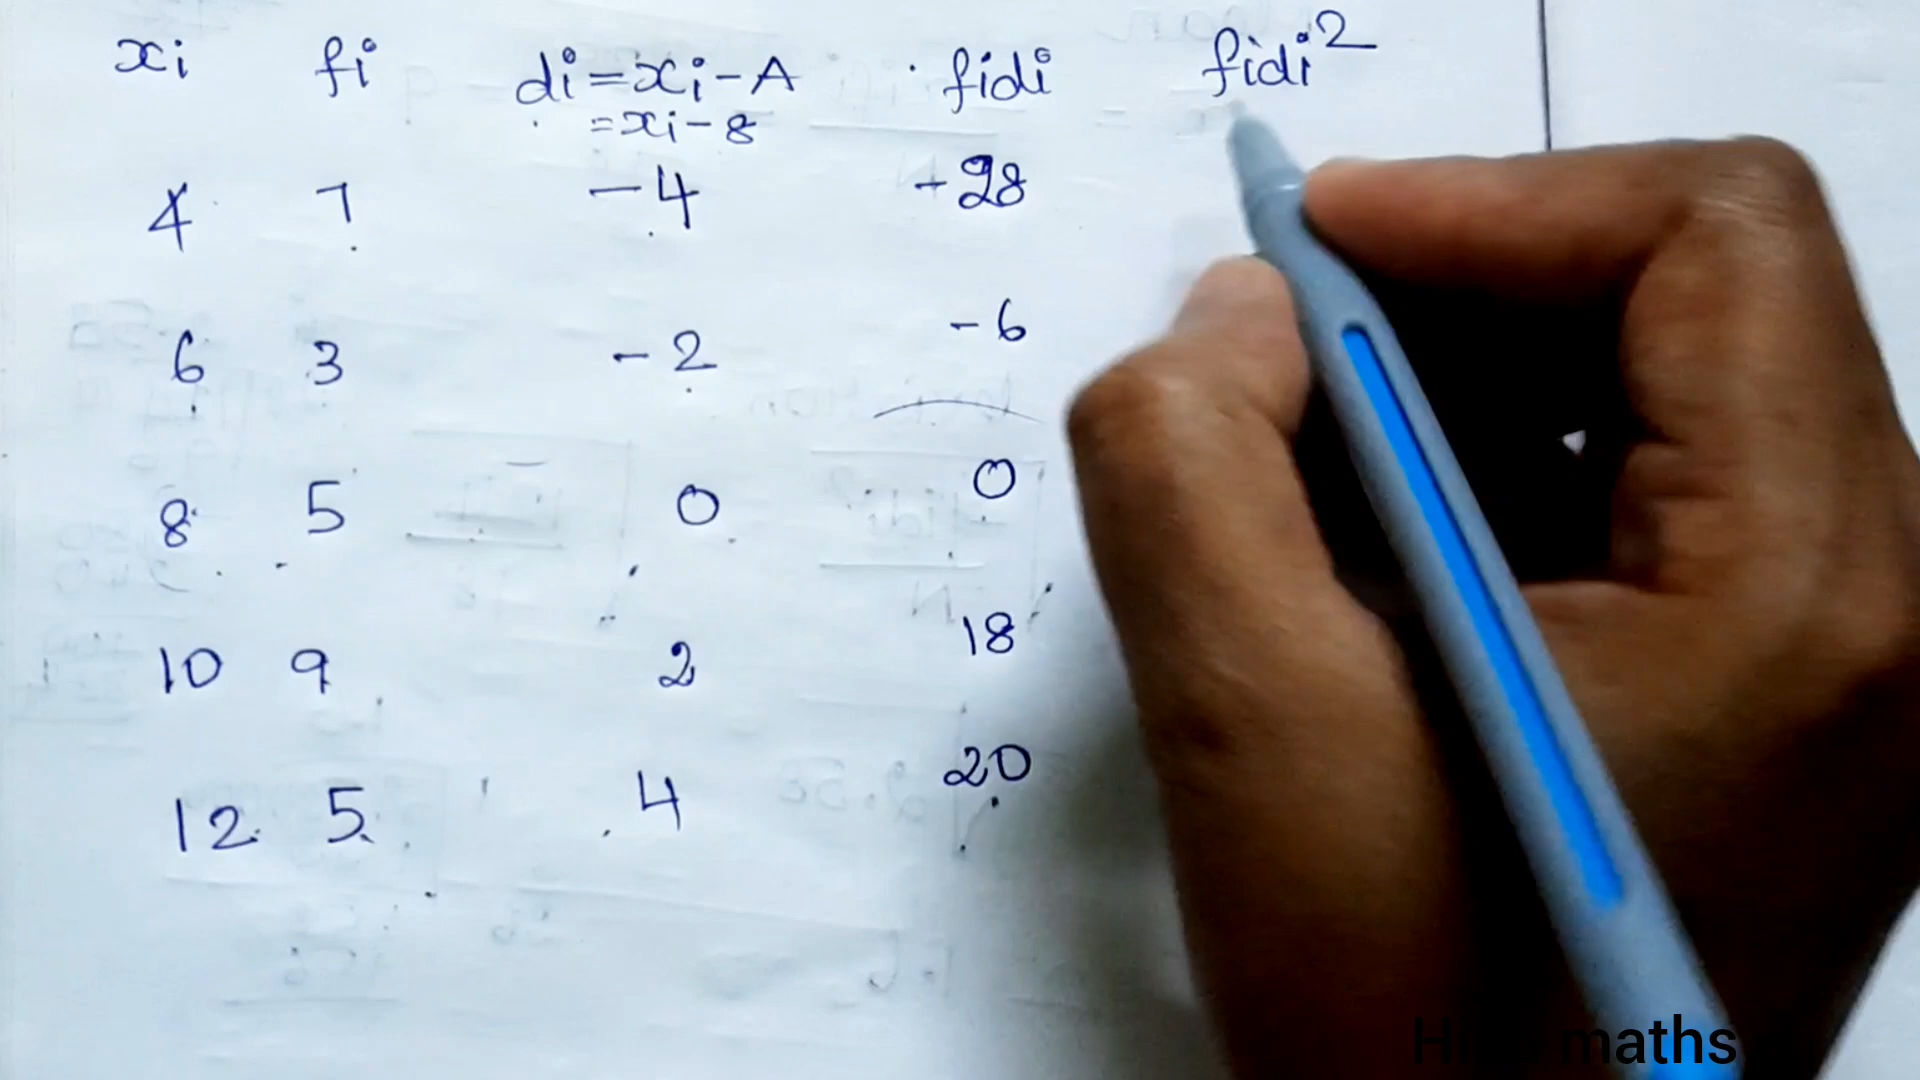 xi fi di = xi - A fidi fidi²
= xi - 8
4 7 -4 -28
6 3 -2 -6
8 5 0 0
10 9 2 18
12 5 4 20
maths